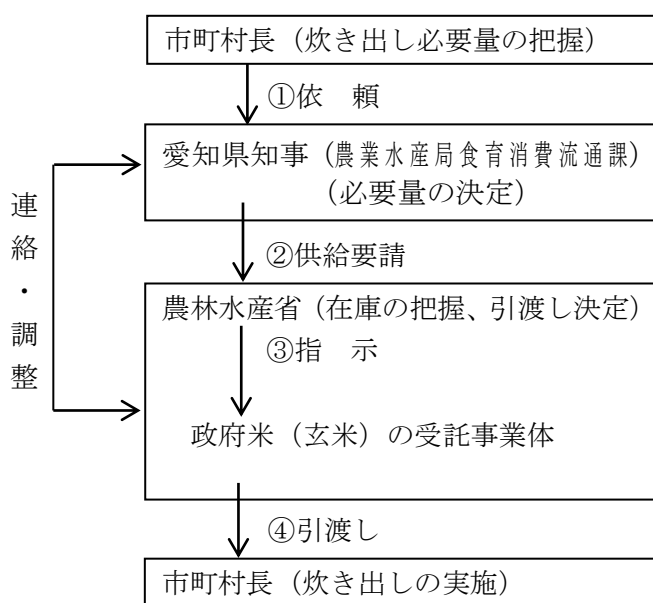 市町村長（炊き出し必要量の把握）
①依　頼
愛知県知事（農業水産局食育消費流通課）
（必要量の決定）
②供給要請
連絡・調整
農林水産省（在庫の把握、引渡し決定）
③指　示
政府米（玄米）の受託事業体
④引渡し
市町村長（炊き出しの実施）